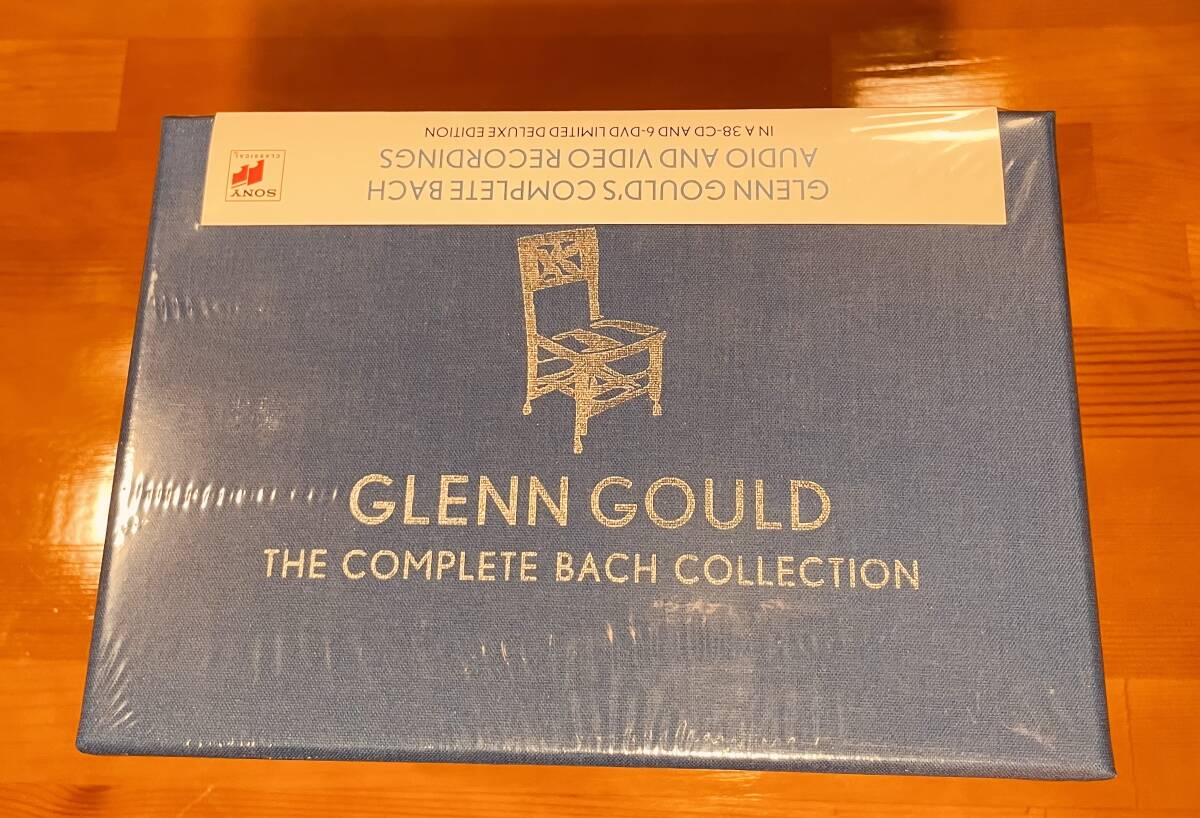 GLENN GOULD'S COMPLETE BACH
AUDIO AND VIDEO RECORDINGS
IN A 38-CD AND 6-DVD LIMITED DELUXE EDITION
SONY
CLASSICAL
GLENN GOULD
THE COMPLETE BACH COLLECTION